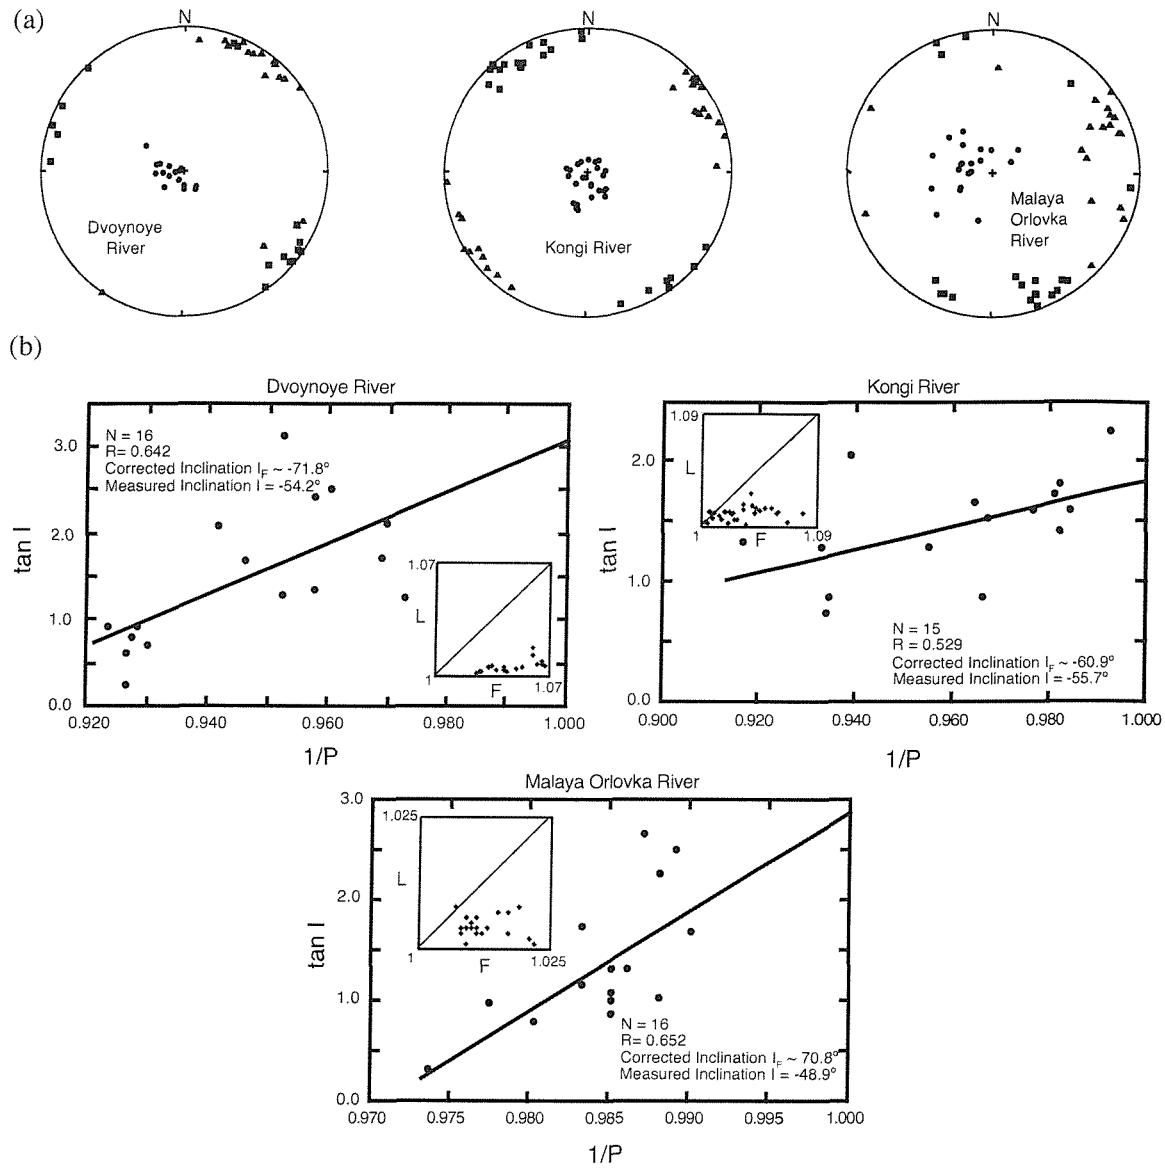 (a)
N
N
N
Dvoynoye
River
Kongi River
Malaya
Orlovka
River
(b)
Dvoynoye River
N = 16
R= 0.642
Corrected Inclination I_F ~ -71.8°
Measured Inclination I = -54.2°
3.0
2.0
1.0
0.0
tan I
1.07
L
1
F
1.07
0.920
0.940
0.960
0.980
1.000
1/P
Kongi River
1.09
L
1
F
1.09
2.0
1.0
0.0
tan I
N = 15
R = 0.529
Corrected Inclination I_F ~ -60.9°
Measured Inclination I = -55.7°
0.900
0.920
0.940
0.960
0.980
1.000
1/P
Malaya Orlovka River
3.0
2.0
1.0
0.0
tan I
1.025
L
1
F
1.025
N = 16
R= 0.652
Corrected Inclination I_F ~ 70.8°
Measured Inclination I = -48.9°
0.970
0.975
0.980
0.985
0.990
0.995
1.000
1/P